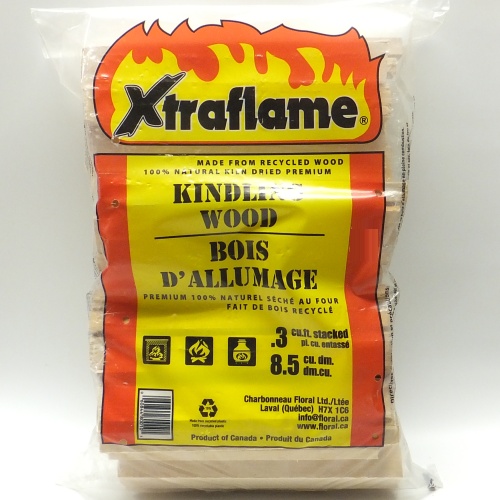 Xtraflame®
MADE FROM RECYCLED WOOD
100% NATURAL KILN DRIED PREMIUM
KINDLING
WOOD
BOIS
D'ALLUMAGE
PREMIUM 100% NATUREL SÉCHÉ AU FOUR
FAIT DE BOIS RECYCLÉ
.3 cu.ft. stacked
pi. cu. entassé
8.5 cu. dm.
dm.cu.
Charbonneau Floral Ltd./Ltée
Laval (Québec) H7X 1C6
info@floral.ca
www.floral.ca
Product of Canada • Produit du Canada